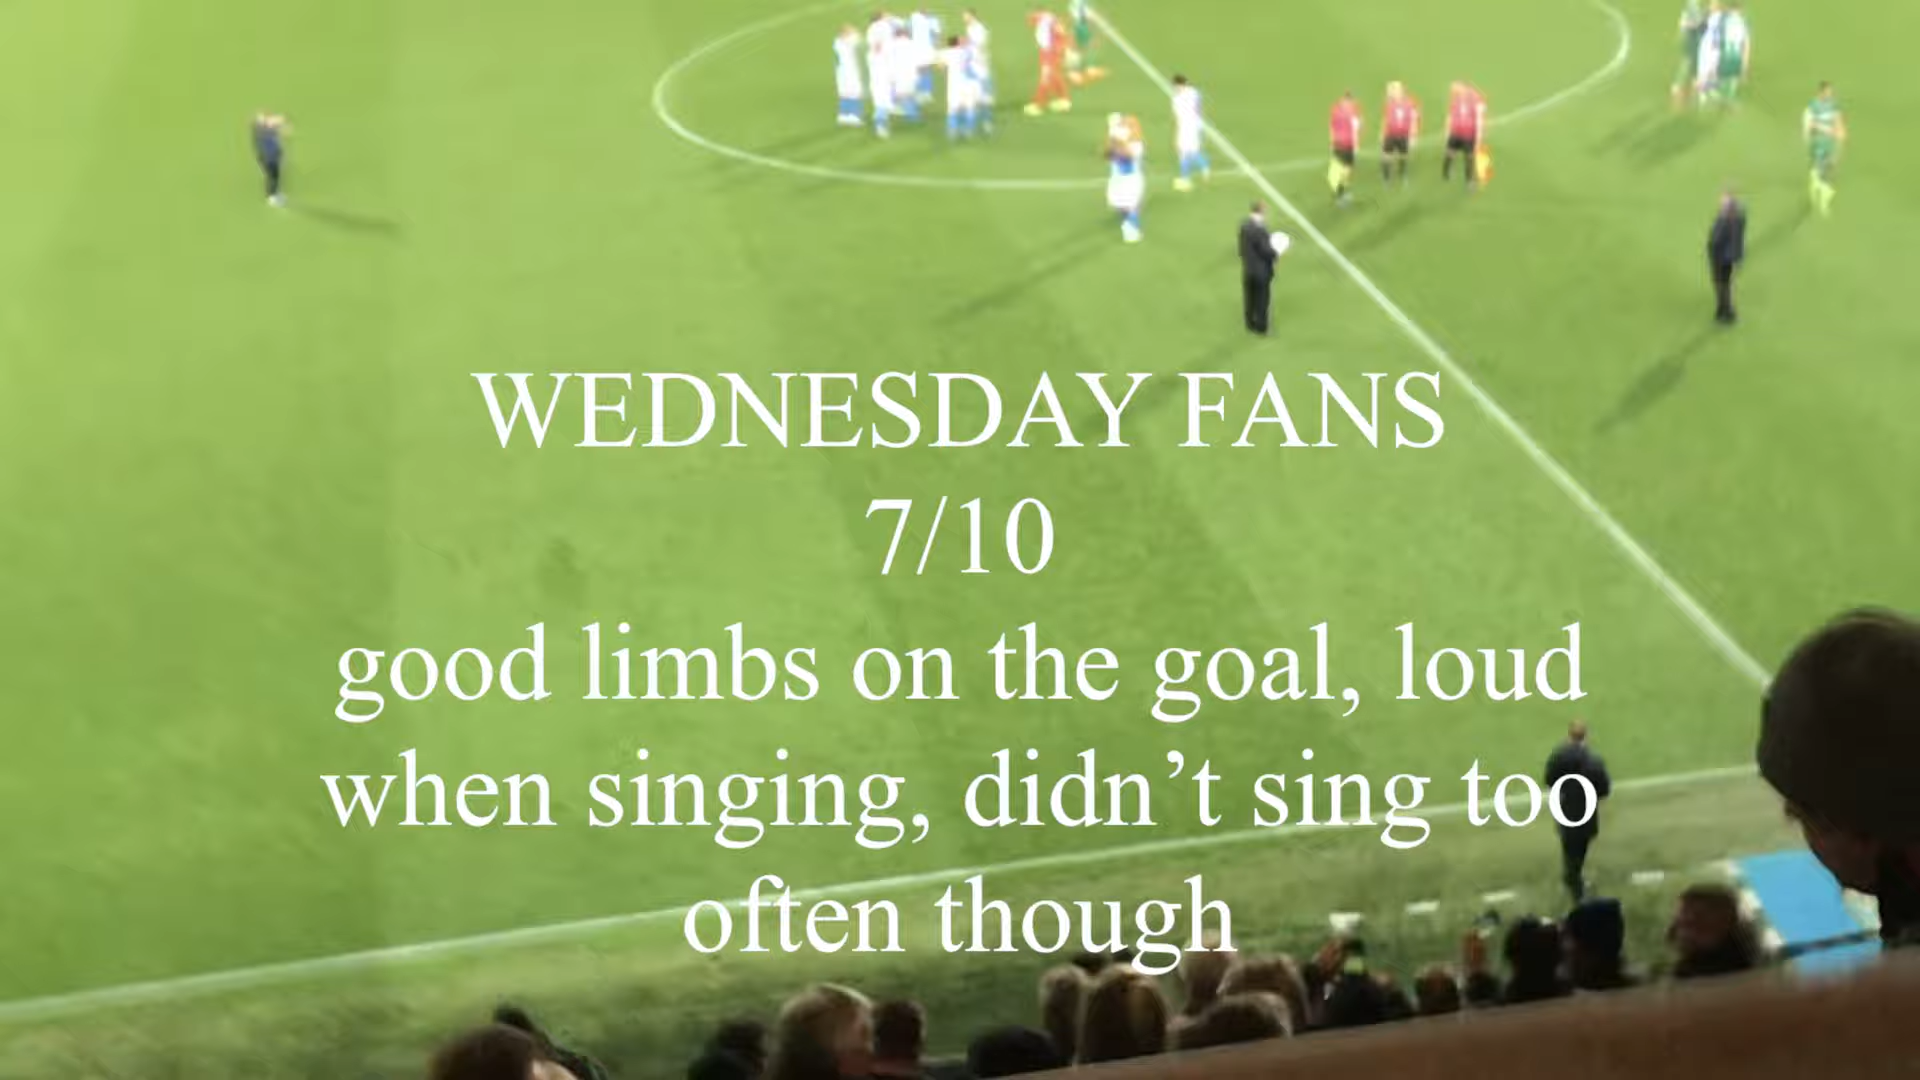 WEDNESDAY FANS
7/10
good limbs on the goal, loud
when singing, didn’t sing too
often though